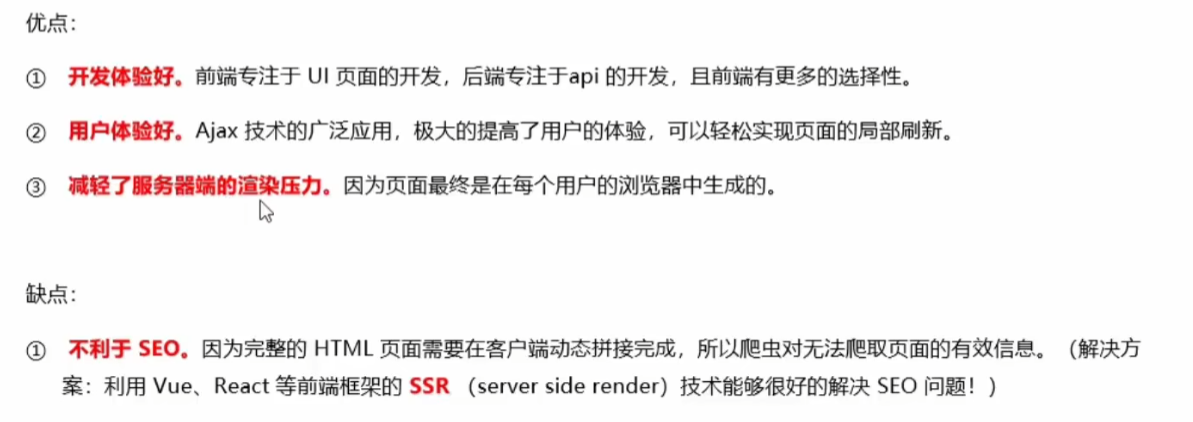 优点：
① 开发体验好。前端专注于 UI 页面的开发，后端专注于api 的开发，且前端有更多的选择性。
② 用户体验好。Ajax 技术的广泛应用，极大的提高了用户的体验，可以轻松实现页面的局部刷新。
③ 减轻了服务器端的渲染压力。因为页面最终是在每个用户的浏览器中生成的。
缺点：
① 不利于 SEO。因为完整的 HTML 页面需要在客户端动态拼接完成，所以爬虫对无法爬取页面的有效信息。（解决方
案：利用 Vue、React 等前端框架的 SSR （server side render）技术能够很好的解决 SEO 问题！）